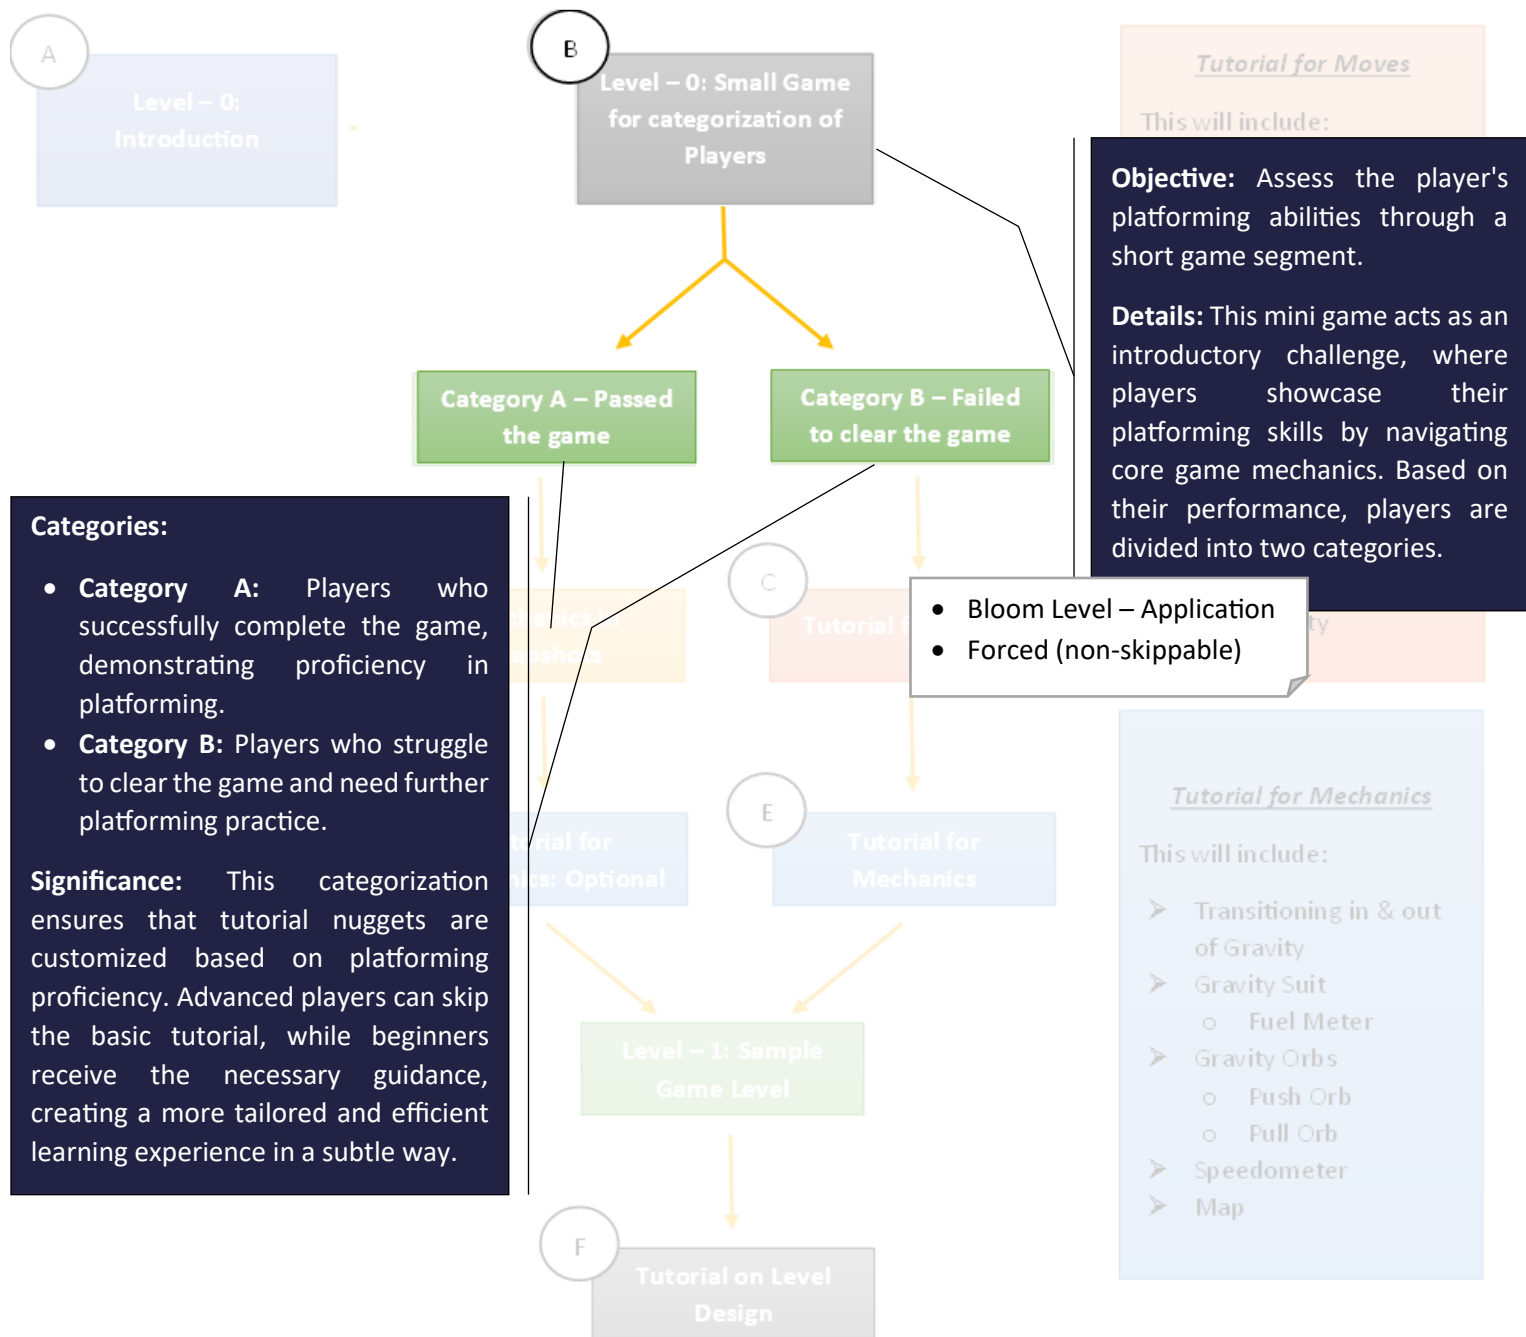 A
Level – 0:
Introduction
B
Level – 0: Small Game
for categorization of
Players
Tutorial for Moves
This will include:
Objective: Assess the player's
platforming abilities through a
short game segment.
Details: This mini game acts as an
introductory challenge, where
players showcase their
platforming skills by navigating
core game mechanics. Based on
their performance, players are
divided into two categories.
Category A – Passed
the game
Category B – Failed
to clear the game
Categories:
• Category A: Players who
successfully complete the game,
demonstrating proficiency in
platforming.
• Category B: Players who struggle
to clear the game and need further
platforming practice.
Significance: This categorization
ensures that tutorial nuggets are
customized based on platforming
proficiency. Advanced players can skip
the basic tutorial, while beginners
receive the necessary guidance,
creating a more tailored and efficient
learning experience in a subtle way.
C
Tutorial
• Bloom Level – Application
• Forced (non-skippable)
for
Optional
E
Tutorial for
Mechanics
Level – 1: Sample
Game Level
F
Tutorial on Level
Design
Tutorial for Mechanics
This will include:
➢ Transitioning in & out
of Gravity
➢ Gravity Suit
o Fuel Meter
➢ Gravity Orbs
o Push Orb
o Pull Orb
➢ Speedometer
➢ Map